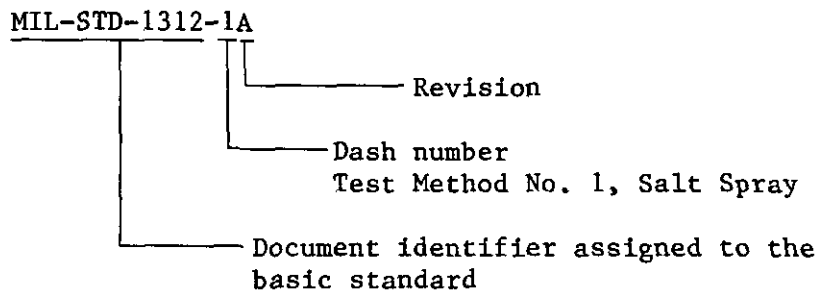 MIL-STD-1312-1A
Revision
Dash number
Test Method No. 1, Salt Spray
Document identifier assigned to the
basic standard